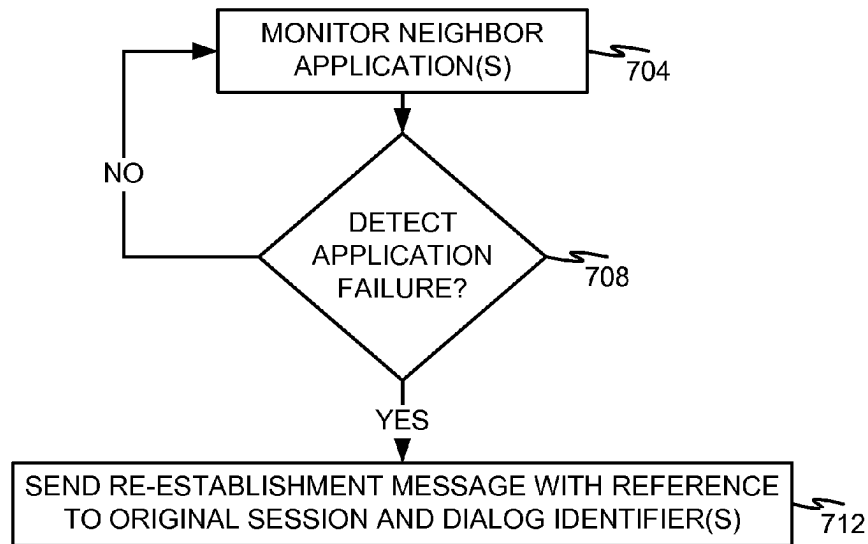 MONITOR NEIGHBOR
APPLICATION(S)
704
NO
DETECT
APPLICATION
FAILURE?
708
YES
SEND RE-ESTABLISHMENT MESSAGE WITH REFERENCE
TO ORIGINAL SESSION AND DIALOG IDENTIFIER(S)
712